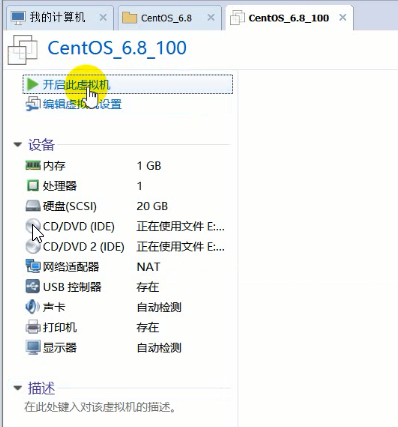 我的计算机 CentOS_6.8 CentOS_6.8_100
CentOS_6.8_100
开启此虚拟机
编辑虚拟机设置
设备
内存 1 GB
处理器 1
硬盘(SCSI) 20 GB
CD/DVD (IDE) 正在使用文件 E:...
CD/DVD 2 (IDE) 正在使用文件 E:...
网络适配器 NAT
USB 控制器 存在
声卡 自动检测
打印机 存在
显示器 自动检测
描述
在此处键入对该虚拟机的描述。